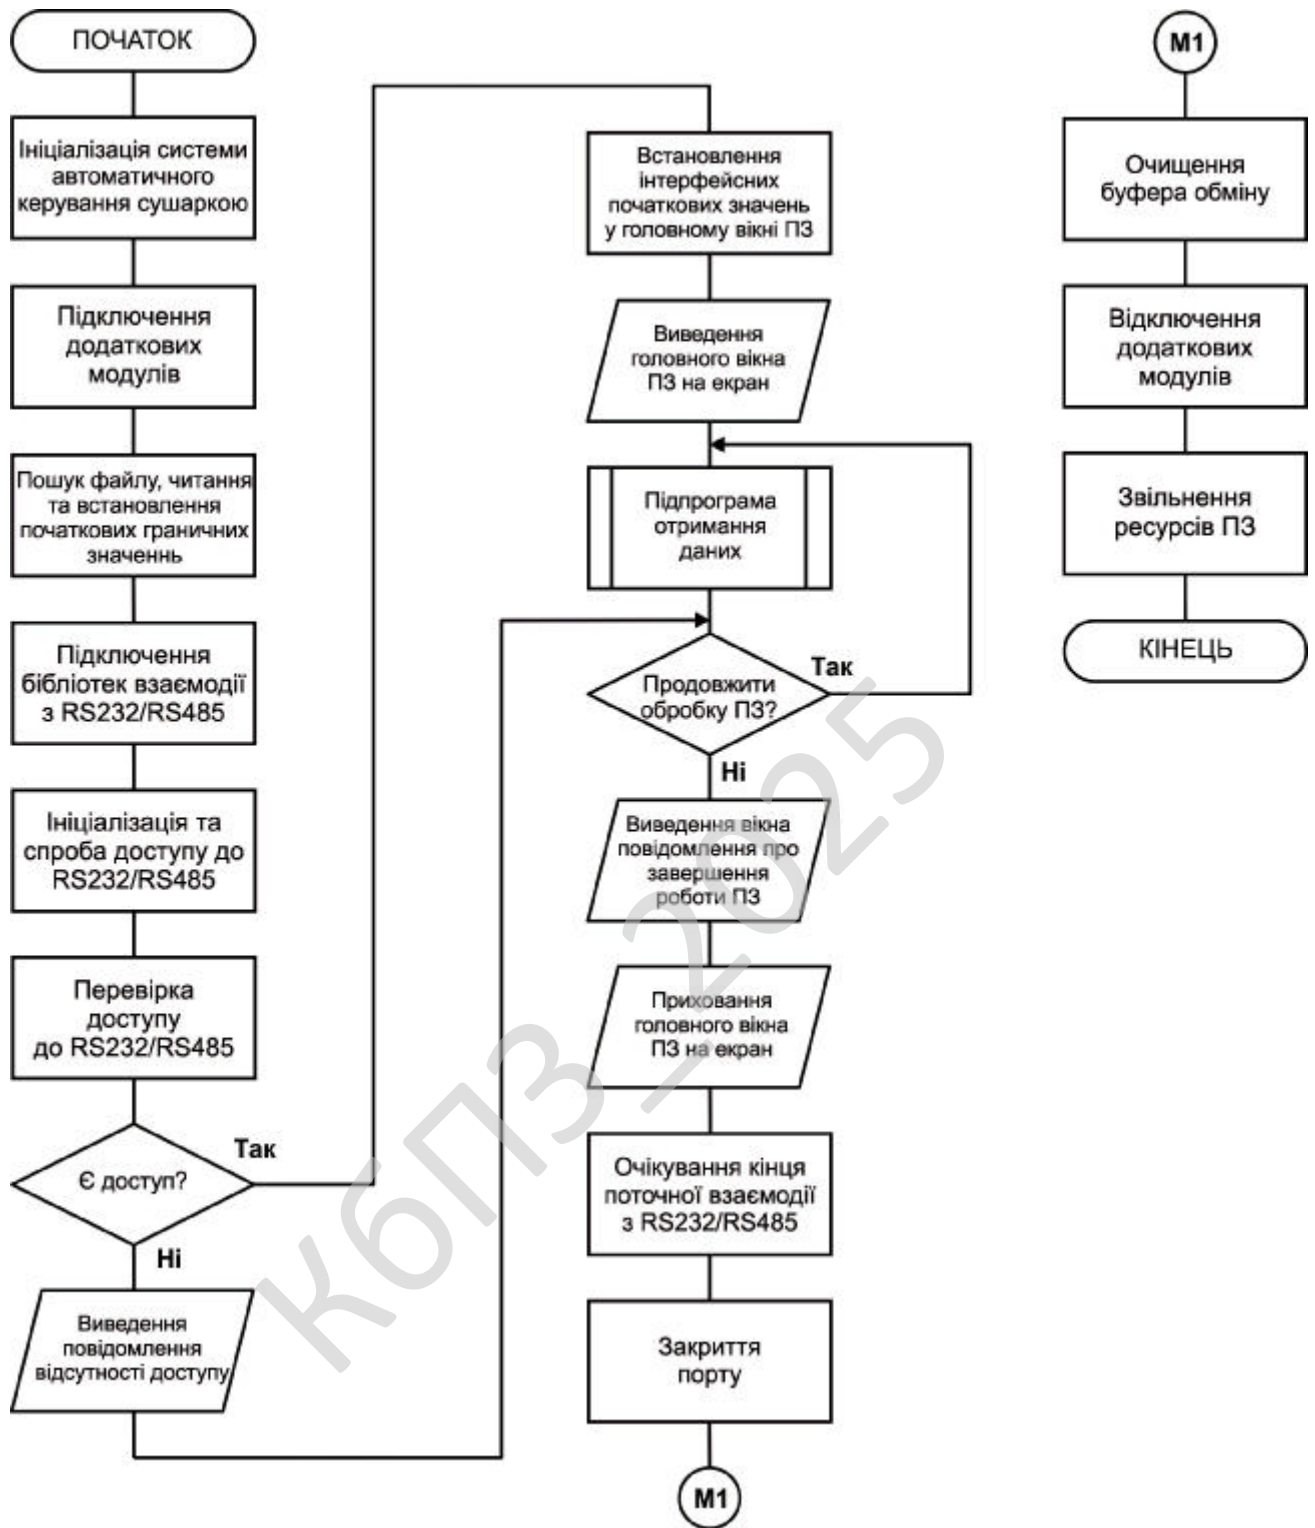 ПОЧАТОК
Ініціалізація системи
автоматичного
керування сушаркою
Підключення
додаткових
модулів
Пошук файлу, читання
та встановлення
початкових граничних
значеннь
Підключення
бібліотек взаємодії
з RS232/RS485
Ініціалізація та
спроба доступу до
RS232/RS485
Перевірка
доступу
до RS232/RS485
Є доступ?
Так
Ні
Виведення
повідомлення
відсутності доступу
Встановлення
інтерфейсних
початкових значень
у головному вікні ПЗ
Виведення
головного вікна
ПЗ на екран
Підпрограма
отримання
даних
Продовжити
обробку ПЗ?
Так
Ні
Виведення вікна
повідомлення про
завершення
роботи ПЗ
Приховання
головного вікна
ПЗ на екран
Очікування кінця
поточної взаємодії
з RS232/RS485
Закриття
порту
М1
М1
Очищення
буфера обміну
Відключення
додаткових
модулів
Звільнення
ресурсів ПЗ
КІНЕЦЬ
КбПЗ_2025